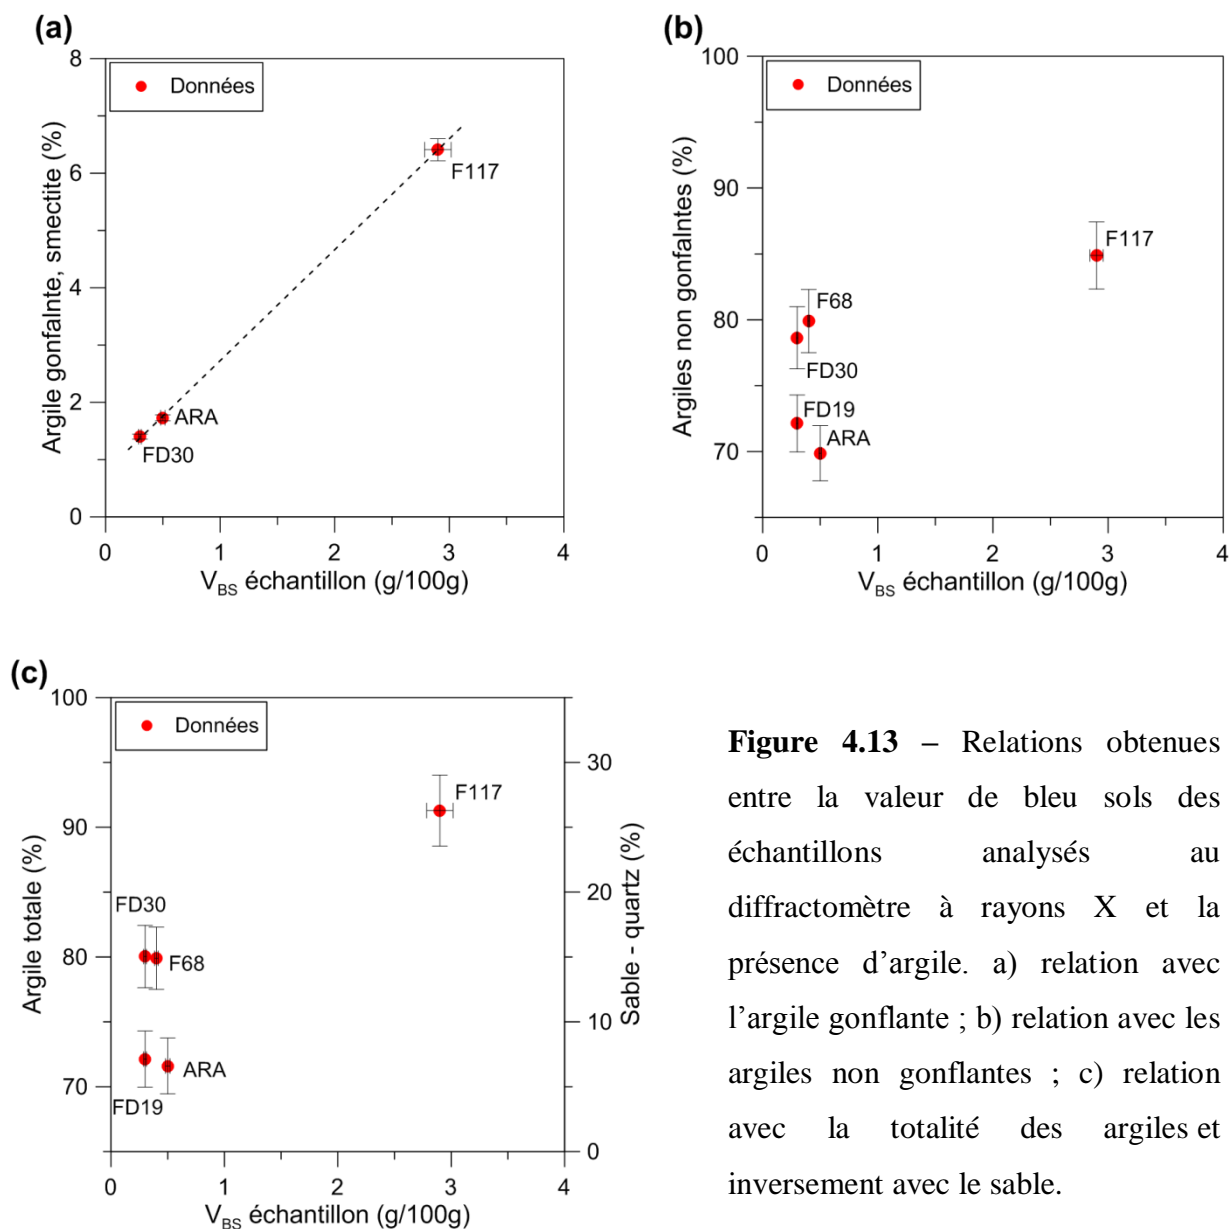 (a)
8
6
4
2
0
Argile gonfalnte, smectite (%)
Données
F117
ARA
FD30
0 1 2 3 4
V_BS échantillon (g/100g)
(b)
100
90
80
70
Argiles non gonfalntes (%)
Données
F117
F68
FD30
FD19
ARA
0 1 2 3 4
V_BS échantillon (g/100g)
(c)
100
90
80
70
Argile totale (%)
Données
F117
FD30
F68
ARA
FD19
30
20
10
0
Sable - quartz (%)
0 1 2 3 4
V_BS échantillon (g/100g)
Figure 4.13 – Relations obtenues
entre la valeur de bleu sols des
échantillons analysés au
diffractomètre à rayons X et la
présence d’argile. a) relation avec
l’argile gonflante ; b) relation avec les
argiles non gonflantes ; c) relation
avec la totalité des argiles et
inversement avec le sable.